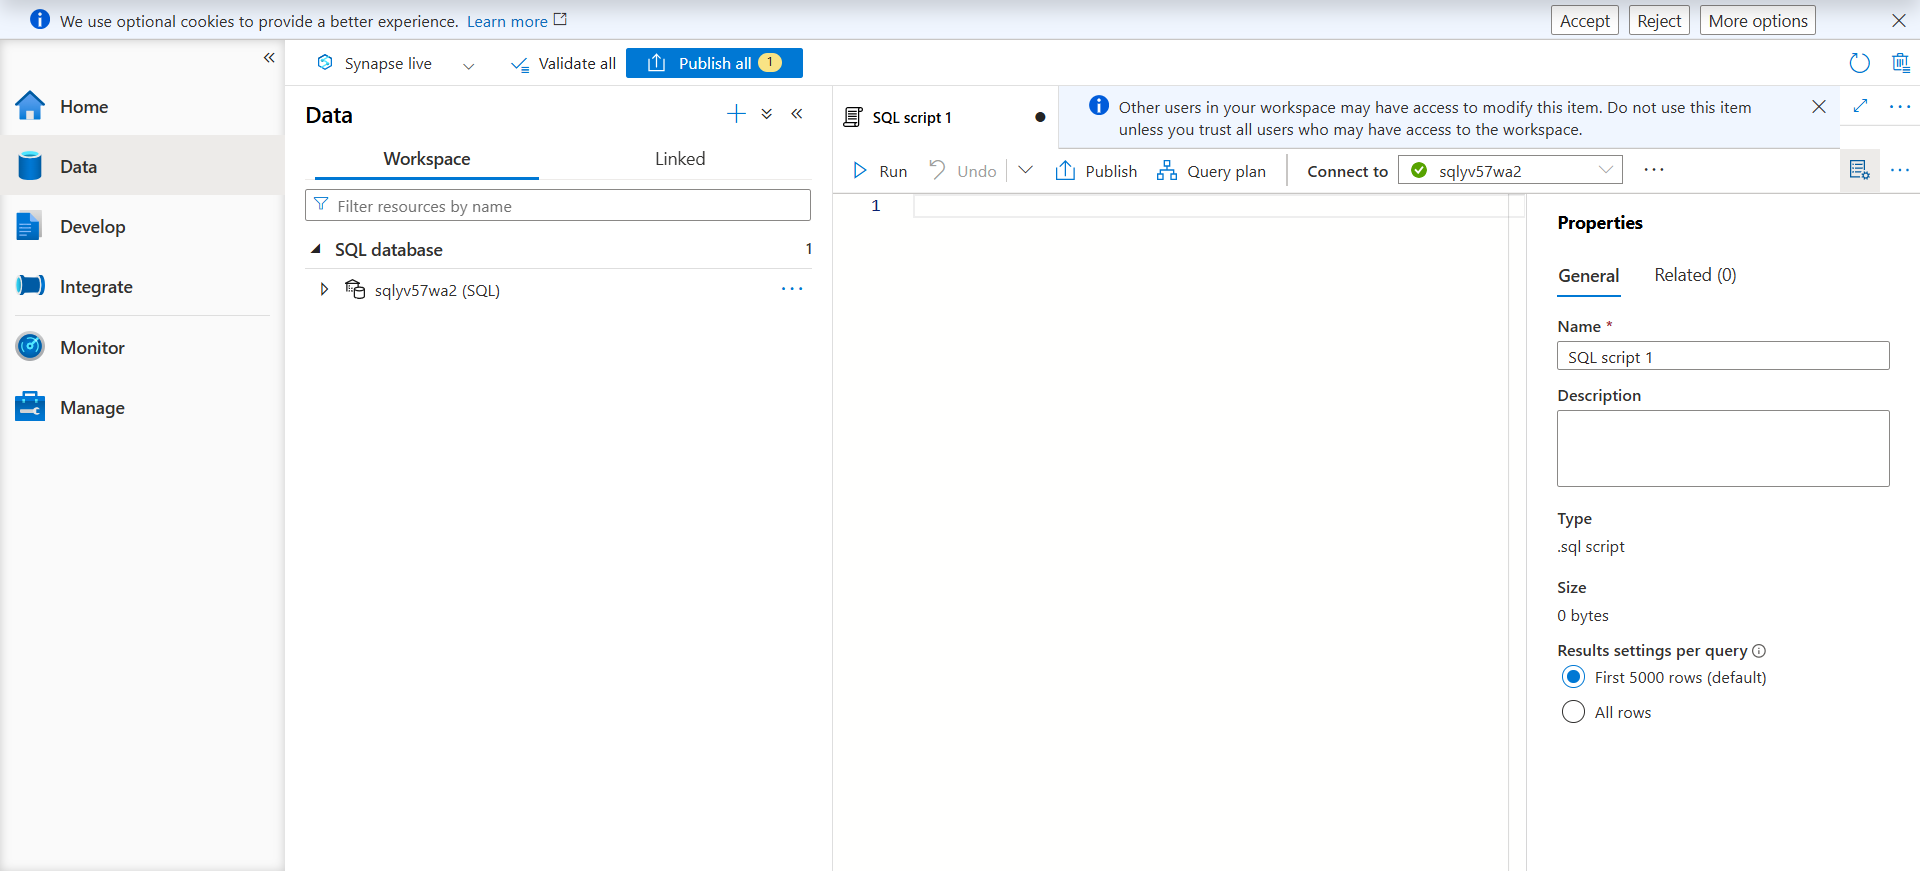 We use optional cookies to provide a better experience. Learn more
Accept
Reject
More options
Home
Data
Develop
Integrate
Monitor
Manage
Synapse live
Validate all
Publish all 1
Data
Workspace
Linked
Filter resources by name
SQL database 1
sqlyv57wa2 (SQL)
SQL script 1
Other users in your workspace may have access to modify this item. Do not use this item
unless you trust all users who may have access to the workspace.
Run
Undo
Publish
Query plan
Connect to
sqlyv57wa2
1
Properties
General
Related (0)
Name *
SQL script 1
Description
Type
.sql script
Size
0 bytes
Results settings per query
First 5000 rows (default)
All rows